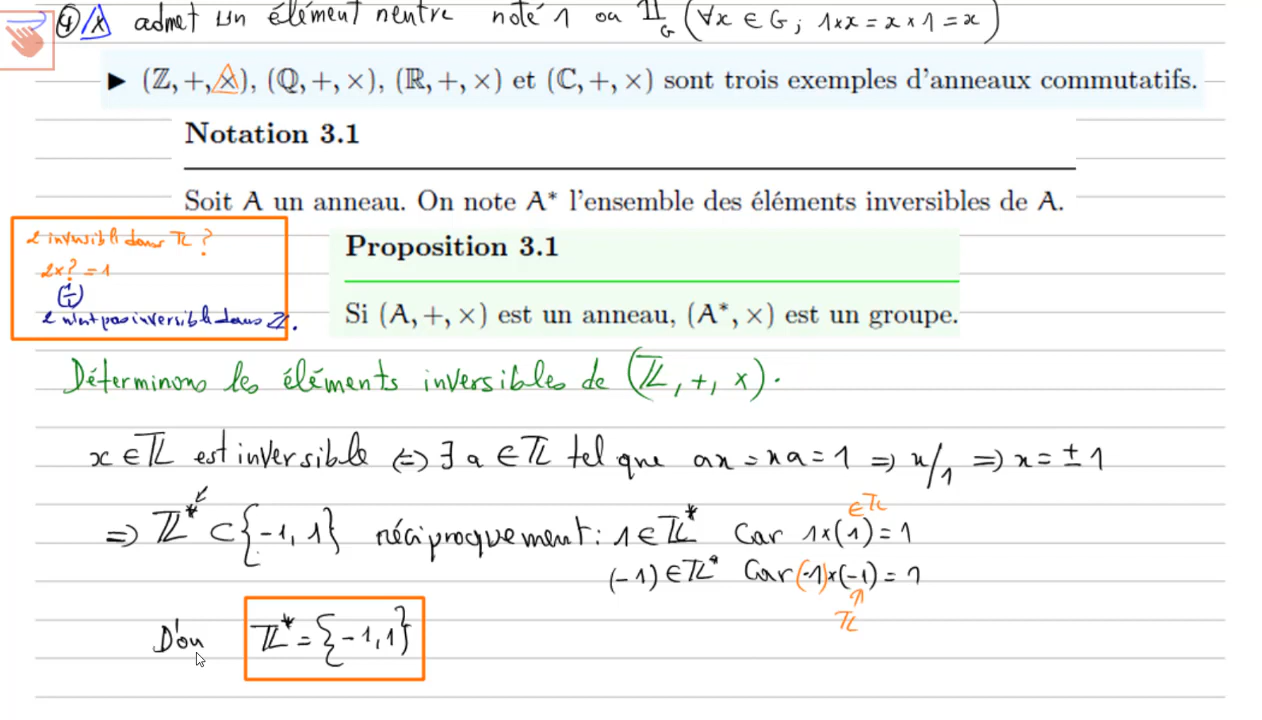 ④ × admet un élément neutre noté 1 ou 1_G (∀x ∈ G; 1×x = x×1 = x)
▶ (ℤ, +, ×), (ℚ, +, ×), (ℝ, +, ×) et (ℂ, +, ×) sont trois exemples d'anneaux commutatifs.
Notation 3.1
Soit A un anneau. On note A* l'ensemble des éléments inversibles de A.
2 inversible dans ℤ ?
2×? = 1
(1/2)
2 n'est pas inversible dans ℤ.
Proposition 3.1
Si (A, +, ×) est un anneau, (A*, ×) est un groupe.
Déterminons les éléments inversibles de (ℤ, +, ×).
x ∈ ℤ est inversible ⇔ ∃ a ∈ ℤ tel que ax = xa = 1 ⇒ x/1 ⇒ x = ±1
⇒ ℤ* ⊂ {-1, 1} réciproquement : 1 ∈ ℤ* Car 1×(1) = 1
∈ ℤ
(-1) ∈ ℤ* Car (-1)×(-1) = 1
ℤ
D'où ℤ* = {-1, 1}